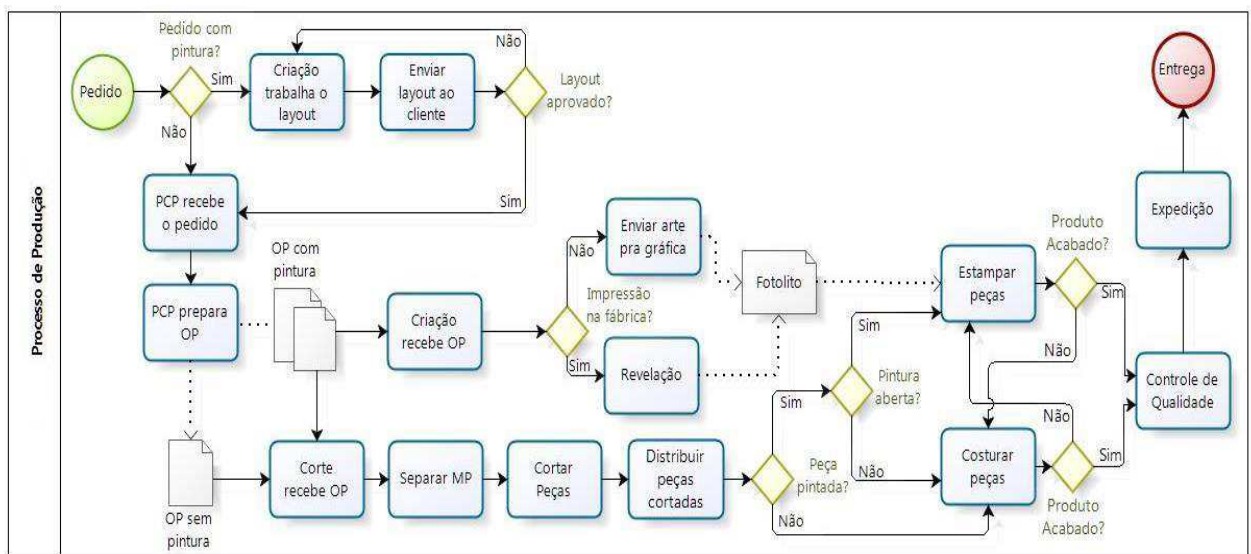 Processo de Produção
Pedido
Pedido com
pintura?
Sim
Não
Criação
trabalha o
layout
Enviar
layout ao
cliente
Não
Layout
aprovado?
Sim
PCP recebe
o pedido
PCP prepara
OP
OP com
pintura
OP sem
pintura
Criação
recebe OP
Impressão
na fábrica?
Não
Sim
Enviar arte
pra gráfica
Revelação
Fotolito
Corte
recebe OP
Separar MP
Cortar
Peças
Distribuir
peças
cortadas
Peça
pintada?
Sim
Não
Pintura
aberta?
Sim
Não
Estampar
peças
Produto
Acabado?
Sim
Não
Costurar
peças
Não
Sim
Produto
Acabado?
Controle de
Qualidade
Expedição
Entrega